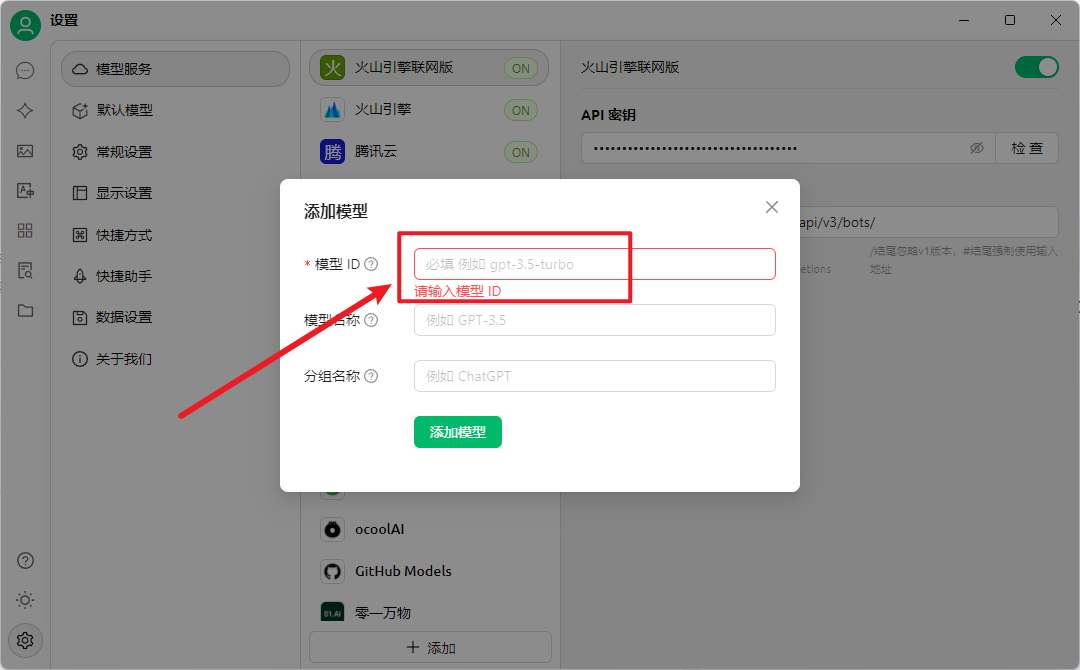 设置
模型服务
默认模型
常规设置
显示设置
快捷方式
快捷助手
数据设置
关于我们
火 火山引擎联网版 ON
火山引擎 ON
腾 腾讯云 ON
ocoolAI
GitHub Models
01.AI 零一万物
添加
火山引擎联网版
API 密钥
••••••••••••••••••••••••••••••••••••
检 查
api/v3/bots/
/结尾忽略v1版本，#结尾强制使用输入
etions
地址
添加模型
* 模型 ID
必填 例如 gpt-3.5-turbo
请输入模型 ID
模型名称
例如 GPT-3.5
分组名称
例如 ChatGPT
添加模型